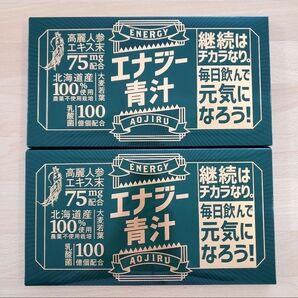 高麗人参
エキス末
75mg配合
北海道産
100%使用
農薬不使用栽培
大麦若葉
乳酸菌
100億個配合
ENERGY
エナジー
青汁
AOJIRU
継続は
チカラなり。
毎日飲んで
元気に
なろう!
高麗人参
エキス末
75mg配合
北海道産
100%使用
農薬不使用栽培
大麦若葉
乳酸菌
100億個配合
ENERGY
エナジー
青汁
AOJIRU
継続は
チカラなり。
毎日飲んで
元気に
なろう!